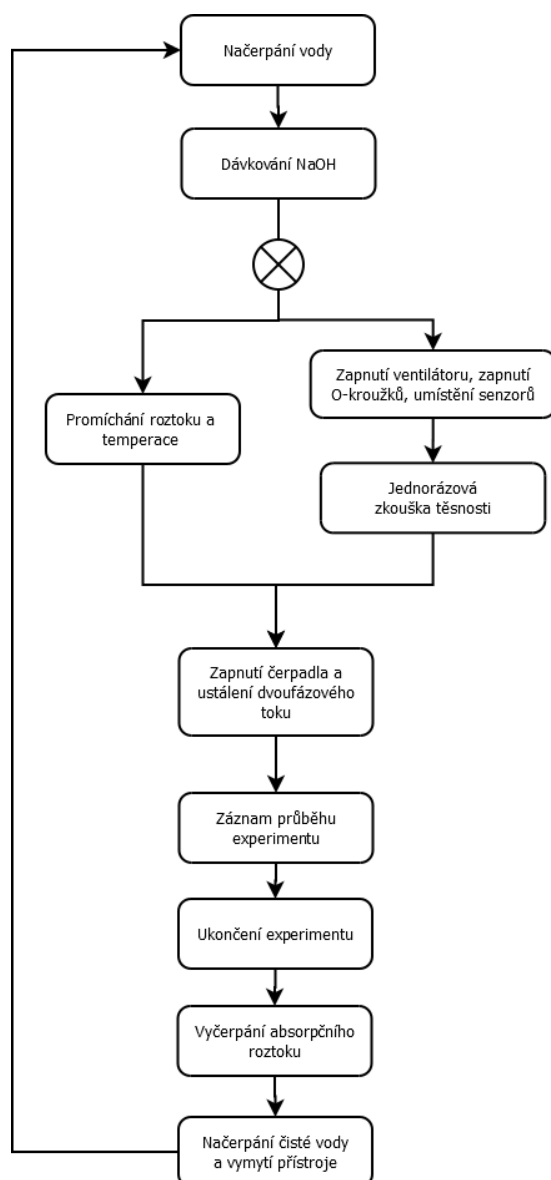 Načerpání vody
Dávkování NaOH
Promíchání roztoku a
temperace
Zapnutí ventilátoru, zapnutí
O-kroužků, umístění senzorů
Jednorázová
zkouška těsnosti
Zapnutí čerpadla a
ustálení dvoufázového
toku
Záznam průběhu
experimentu
Ukončení experimentu
Vyčerpání absorpčního
roztoku
Načerpání čisté vody
a vymytí přístroje